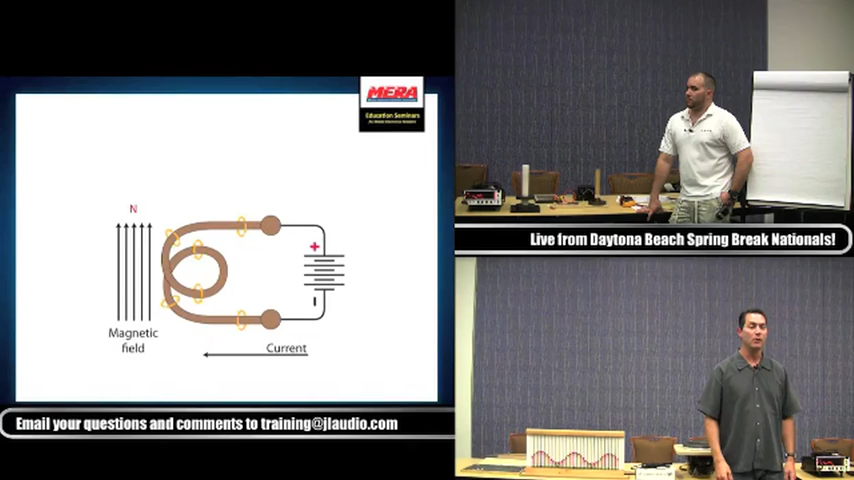 MERA
Education Seminars
N
+
-
Magnetic
field
Current
Email your questions and comments to training@jlaudio.com
Live from Daytona Beach Spring Break Nationals!